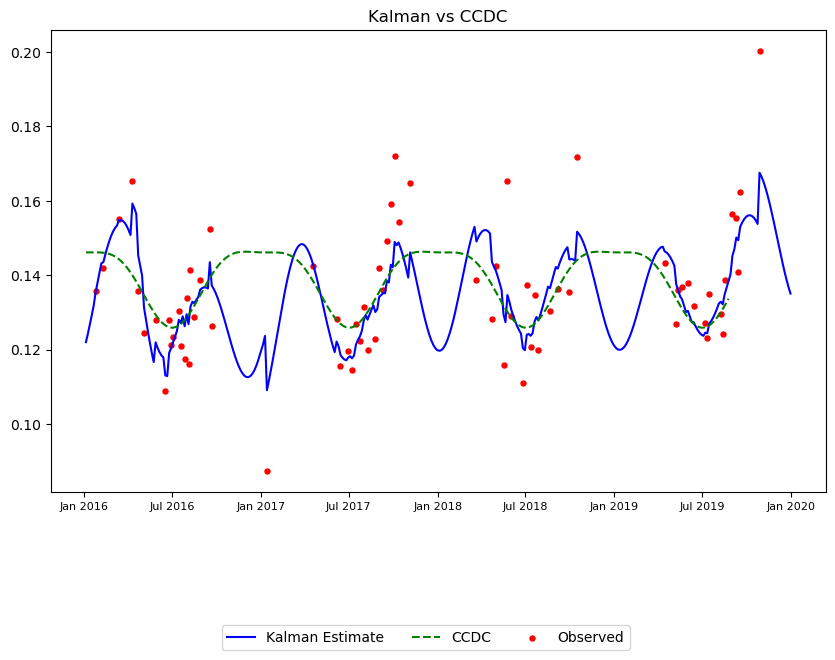 Kalman vs CCDC
0.20
0.18
0.16
0.14
0.12
0.10
Jan 2016 Jul 2016 Jan 2017 Jul 2017 Jan 2018 Jul 2018 Jan 2019 Jul 2019 Jan 2020
Kalman Estimate CCDC Observed